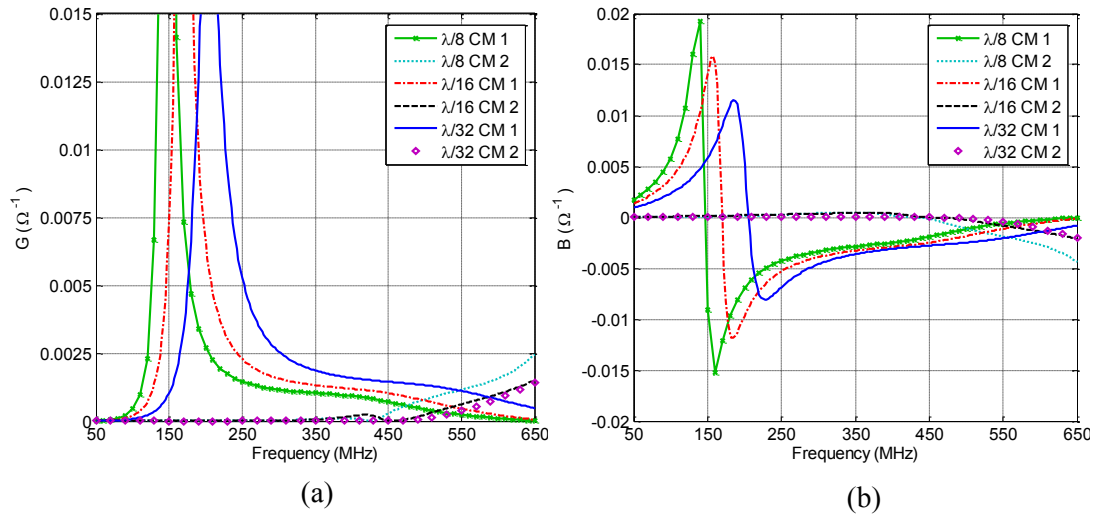 0.015
0.0125
0.01
0.0075
0.005
0.0025
0
G (Ω⁻¹)
50 150 250 350 450 550 650
Frequency (MHz)
λ/8 CM 1
λ/8 CM 2
λ/16 CM 1
λ/16 CM 2
λ/32 CM 1
λ/32 CM 2
(a)
0.02
0.015
0.01
0.005
0
-0.005
-0.01
-0.015
-0.02
B (Ω⁻¹)
50 150 250 350 450 550 650
Frequency (MHz)
λ/8 CM 1
λ/8 CM 2
λ/16 CM 1
λ/16 CM 2
λ/32 CM 1
λ/32 CM 2
(b)